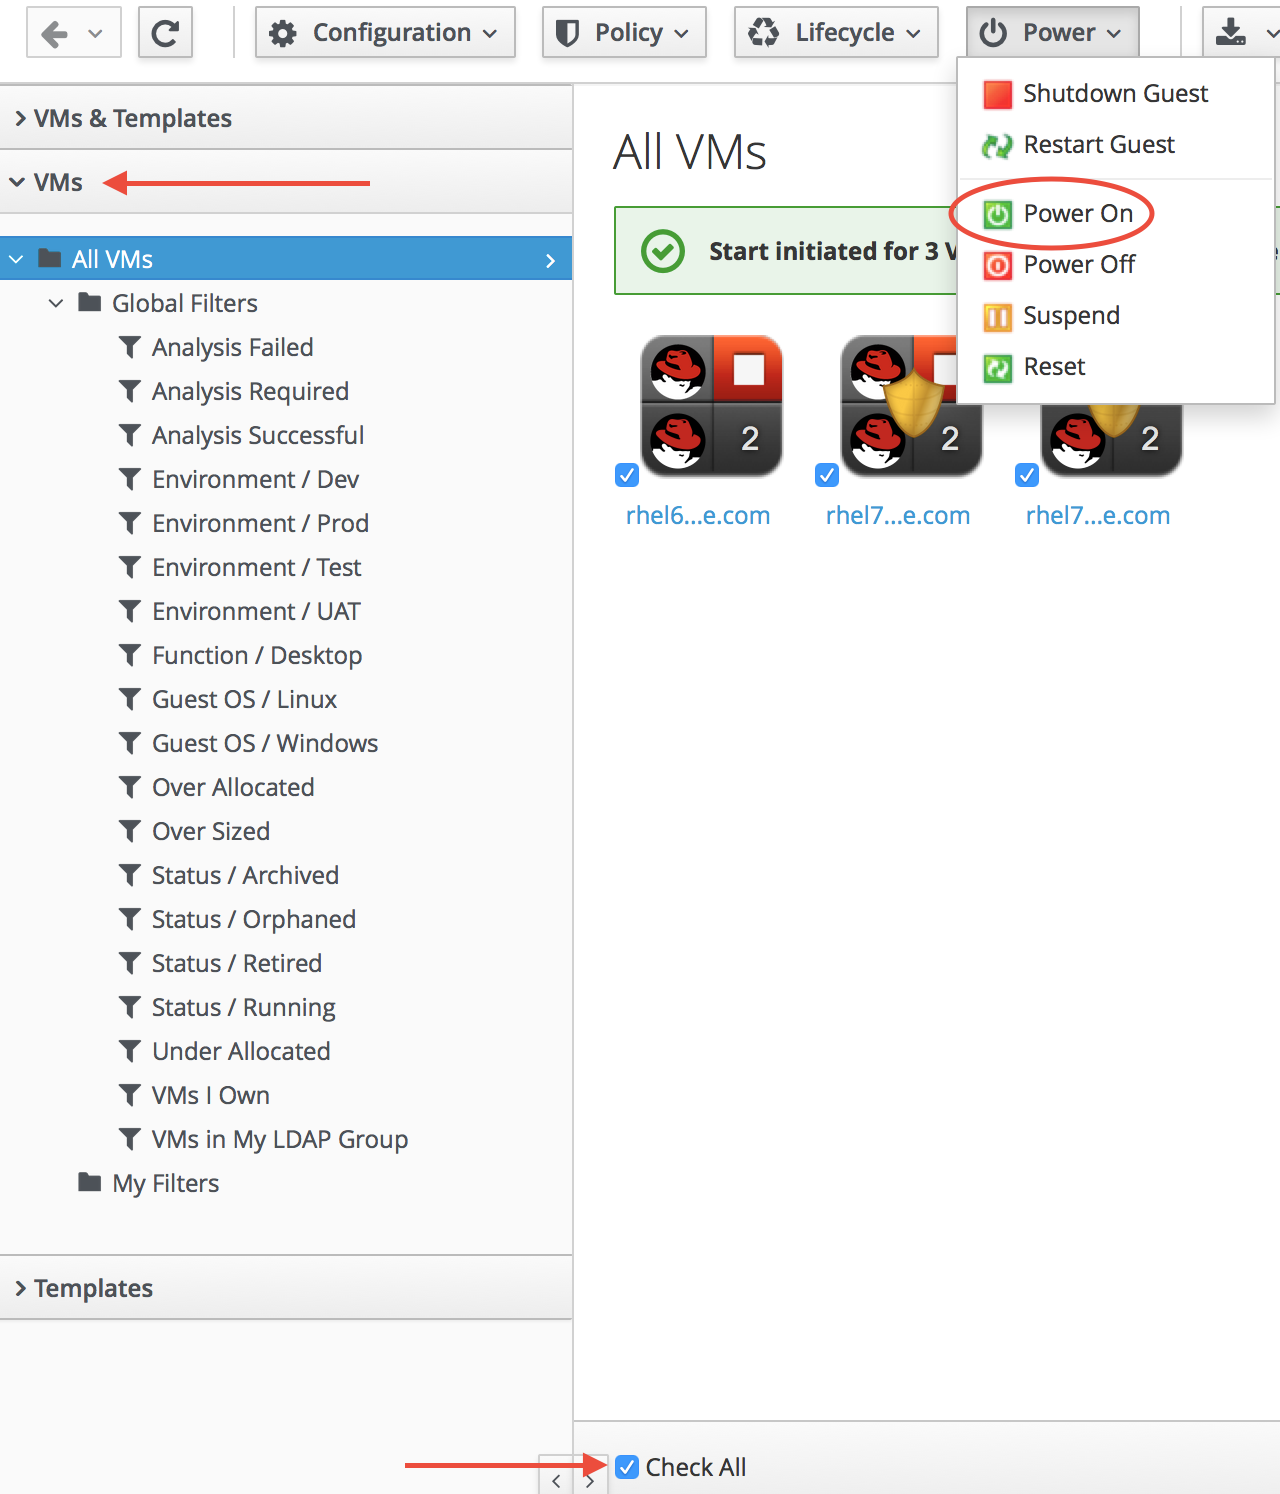 Configuration
Policy
Lifecycle
Power
Shutdown Guest
Restart Guest
Power On
Power Off
Suspend
Reset
VMs & Templates
VMs
All VMs
Global Filters
Analysis Failed
Analysis Required
Analysis Successful
Environment / Dev
Environment / Prod
Environment / Test
Environment / UAT
Function / Desktop
Guest OS / Linux
Guest OS / Windows
Over Allocated
Over Sized
Status / Archived
Status / Orphaned
Status / Retired
Status / Running
Under Allocated
VMs I Own
VMs in My LDAP Group
My Filters
Templates
All VMs
Start initiated for 3
2
2
2
rhel6...e.com
rhel7...e.com
rhel7...e.com
Check All